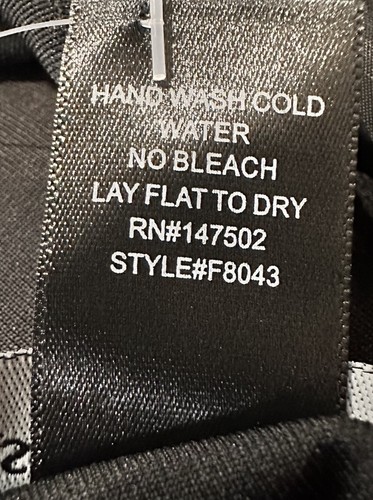 HAND WASH COLD
WATER
NO BLEACH
LAY FLAT TO DRY
RN#147502
STYLE#F8043